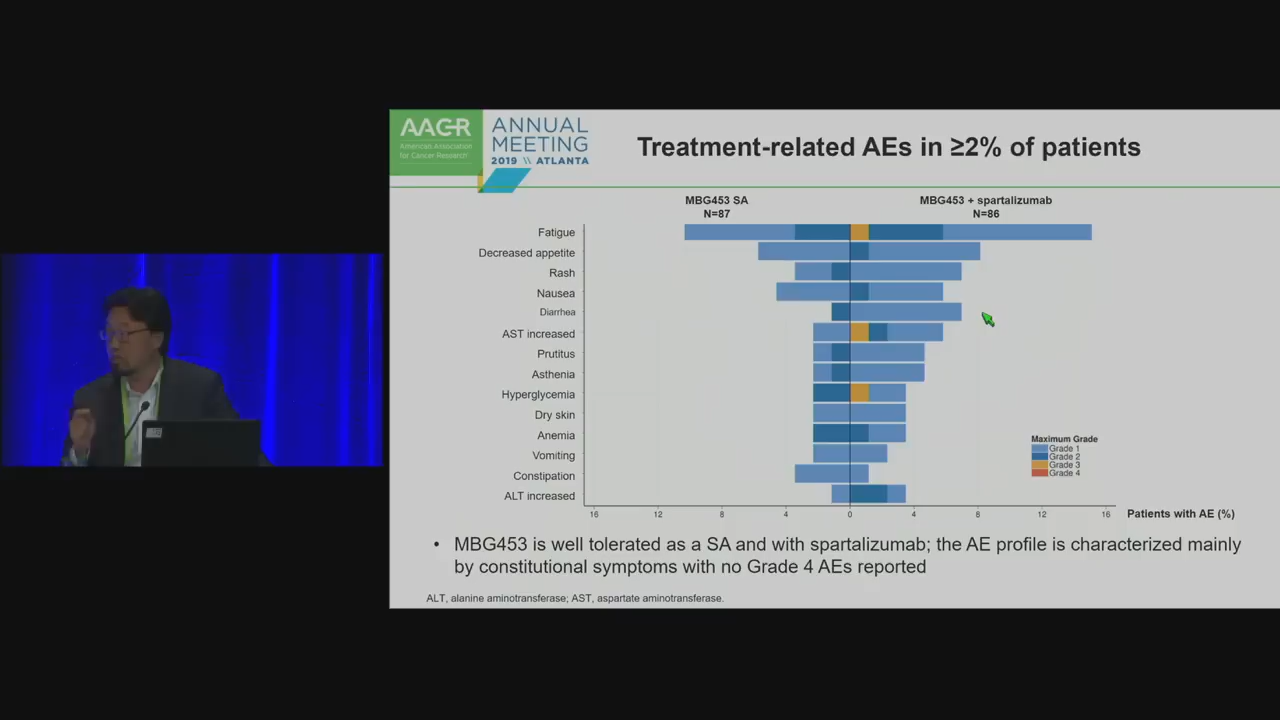 AACR
American Association
for Cancer Research
ANNUAL
MEETING
2019 \\ ATLANTA
Treatment-related AEs in ≥2% of patients
MBG453 SA
N=87
MBG453 + spartalizumab
N=86
Fatigue
Decreased appetite
Rash
Nausea
Diarrhea
AST increased
Prutitus
Asthenia
Hyperglycemia
Dry skin
Anemia
Vomiting
Constipation
ALT increased
Maximum Grade
Grade 1
Grade 2
Grade 3
Grade 4
16 12 8 4 0 4 8 12 16 Patients with AE (%)
• MBG453 is well tolerated as a SA and with spartalizumab; the AE profile is characterized mainly
by constitutional symptoms with no Grade 4 AEs reported
ALT, alanine aminotransferase; AST, aspartate aminotransferase.